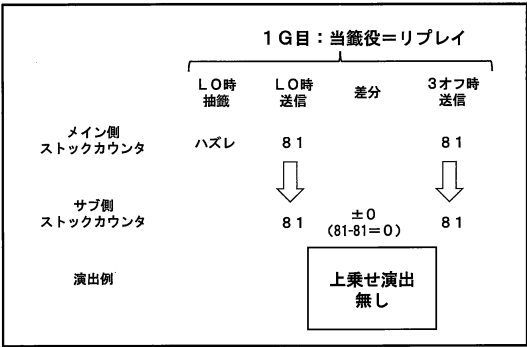 1G目：当籤役＝リプレイ
LO時 LO時 差分 3オフ時
抽籤 送信 送信
メイン側
ストックカウンタ ハズレ 81 81
サブ側
ストックカウンタ 81 ±0 81
(81-81＝0)
演出例 上乗せ演出
無し